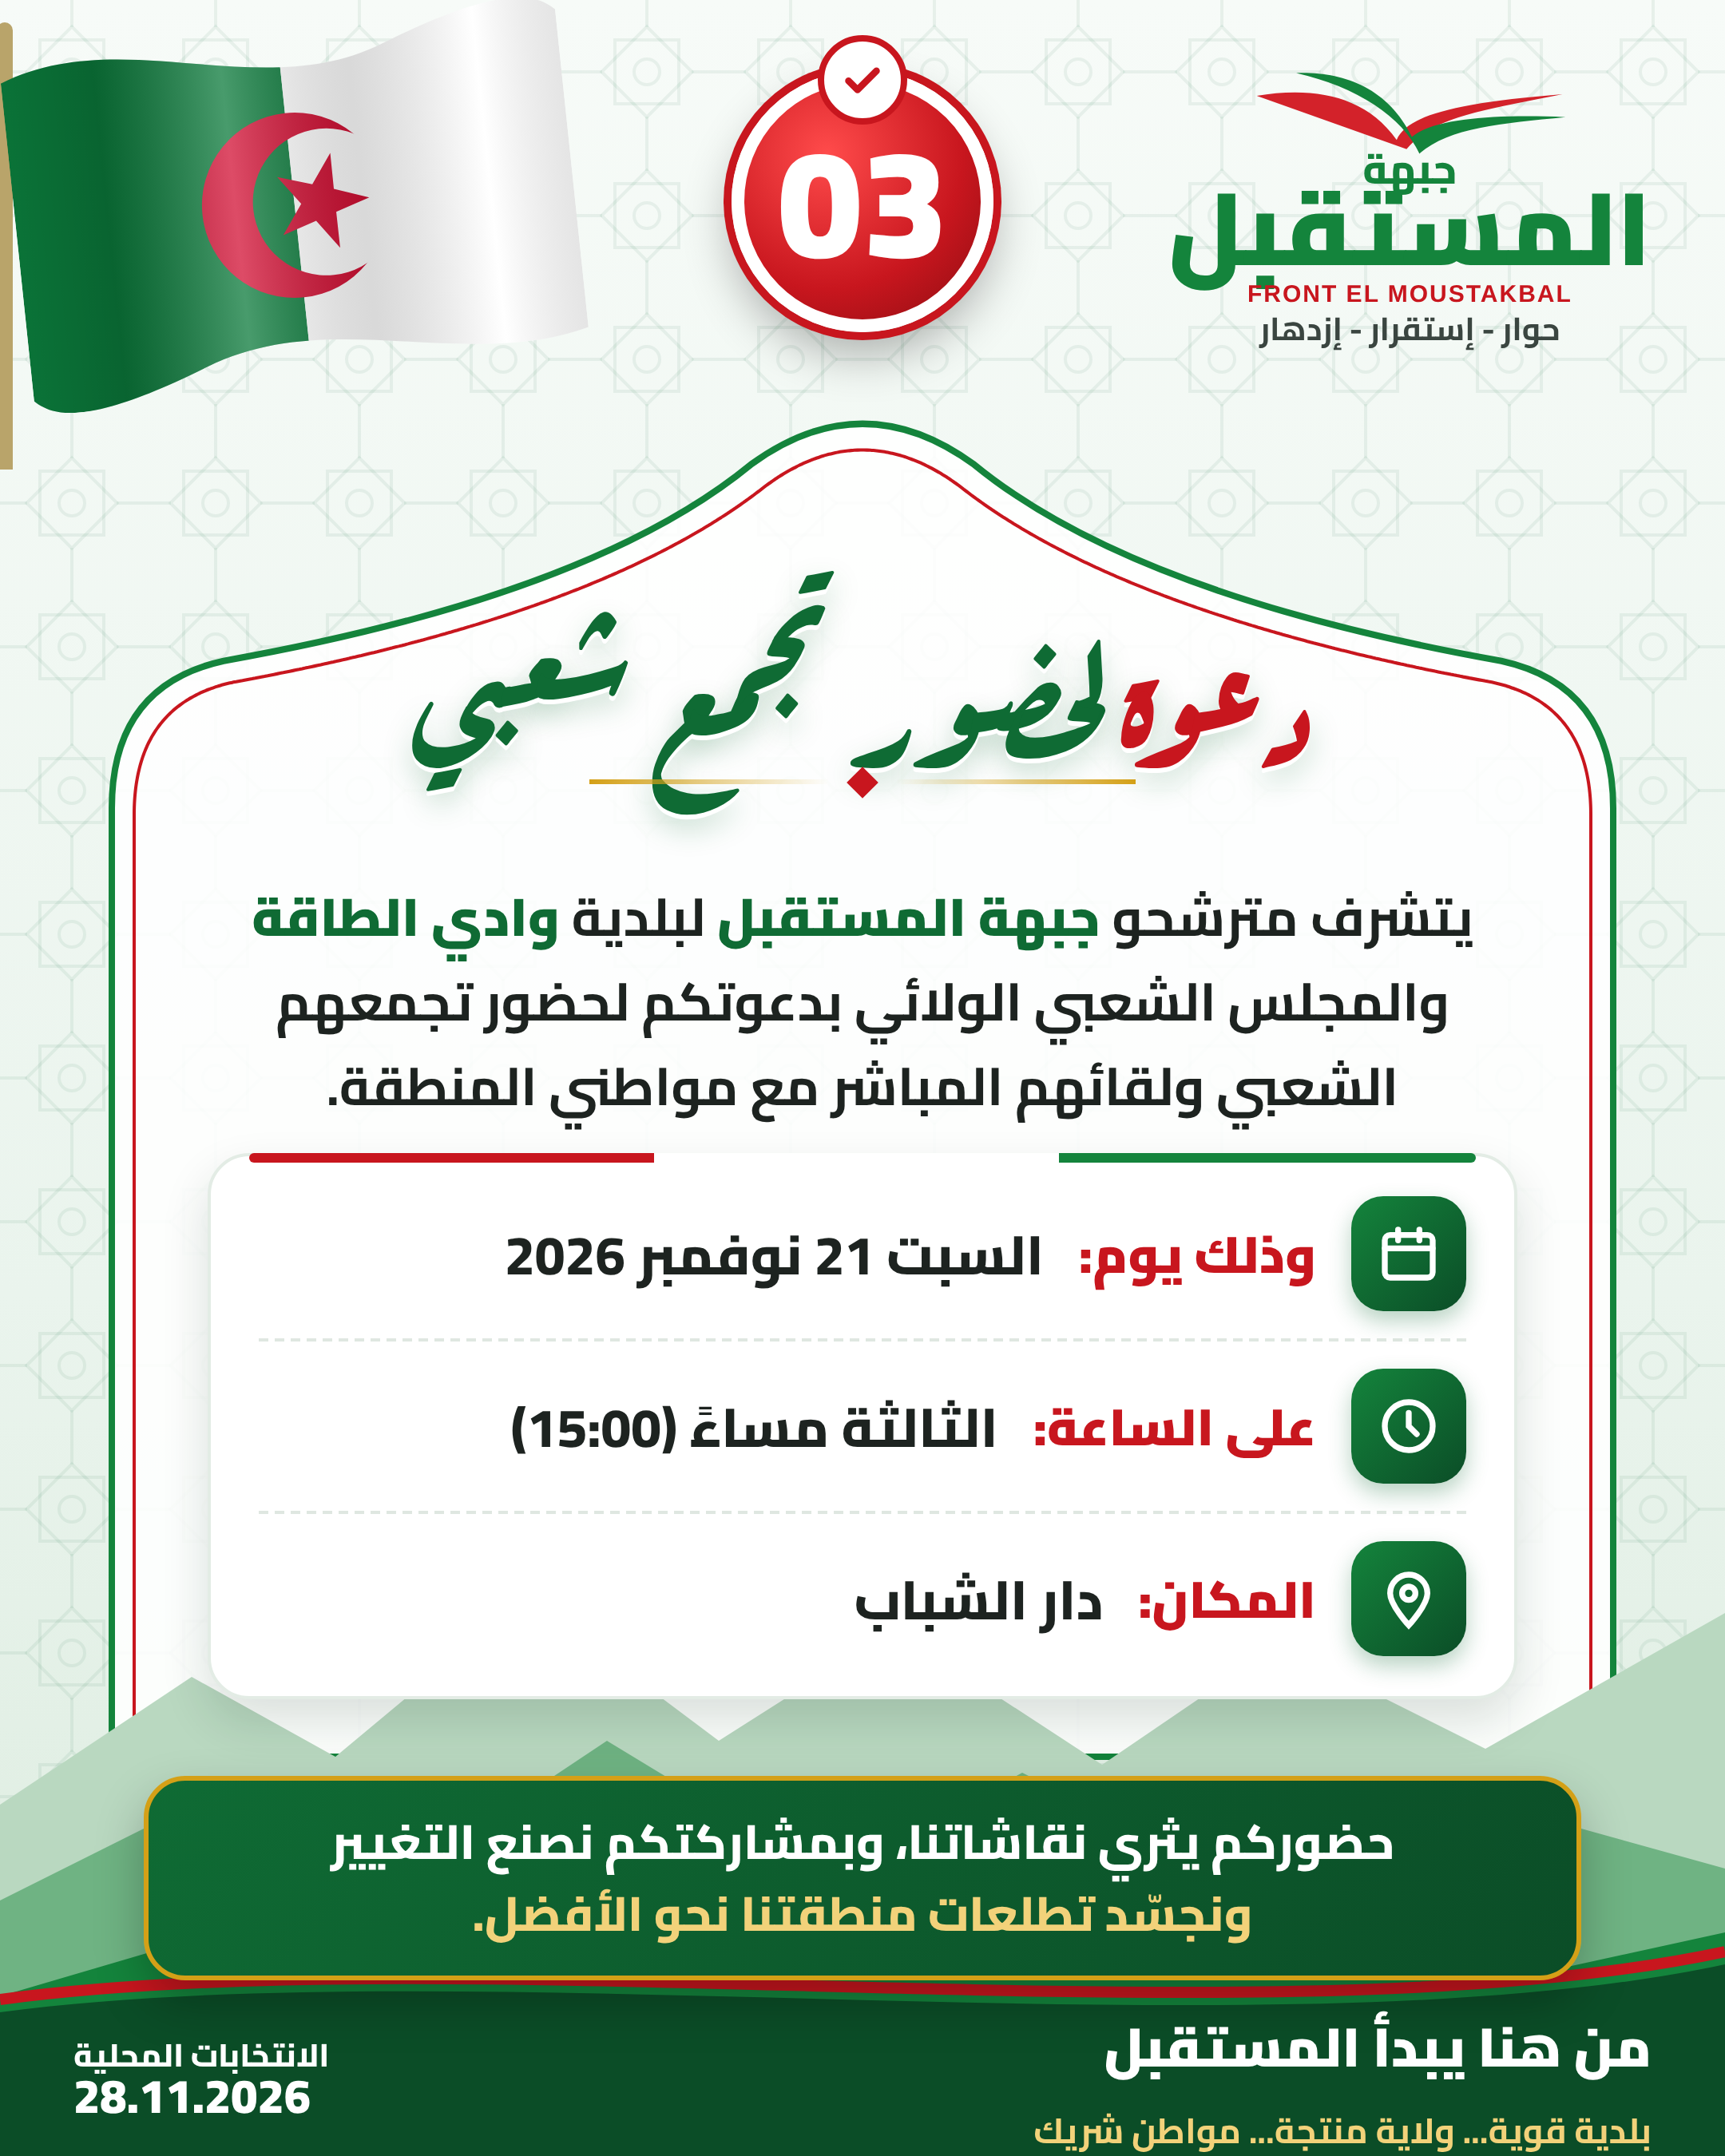 03
جبهة
المستقبل
FRONT EL MOUSTAKBAL
حوار - إستقرار - إزدهار
دعوة لحضور تجمع شعبي
يتشرف مترشحو جبهة المستقبل لبلدية وادي الطاقة
والمجلس الشعبي الولائي بدعوتكم لحضور تجمعهم
الشعبي ولقائهم المباشر مع مواطني المنطقة.
وذلك يوم: السبت 21 نوفمبر 2026
على الساعة: الثالثة مساءً (15:00)
المكان: دار الشباب
حضوركم يثري نقاشاتنا، وبمشاركتكم نصنع التغيير
ونجسّد تطلعات منطقتنا نحو الأفضل.
من هنا يبدأ المستقبل
بلدية قوية... ولاية منتجة... مواطن شريك
الانتخابات المحلية
28.11.2026